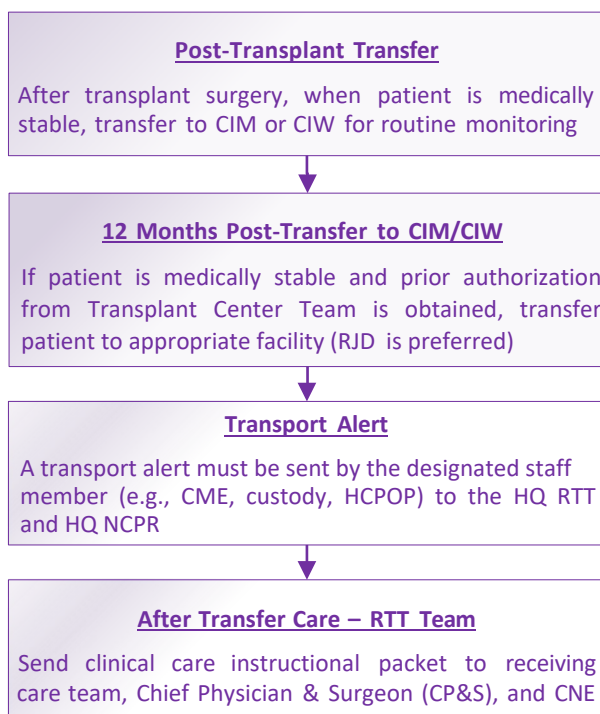 Post-Transplant Transfer
After transplant surgery, when patient is medically
stable, transfer to CIM or CIW for routine monitoring
12 Months Post-Transfer to CIM/CIW
If patient is medically stable and prior authorization
from Transplant Center Team is obtained, transfer
patient to appropriate facility (RJD is preferred)
Transport Alert
A transport alert must be sent by the designated staff
member (e.g., CME, custody, HCPOP) to the HQ RTT
and HQ NCPR
After Transfer Care – RTT Team
Send clinical care instructional packet to receiving
care team, Chief Physician & Surgeon (CP&S), and CNE